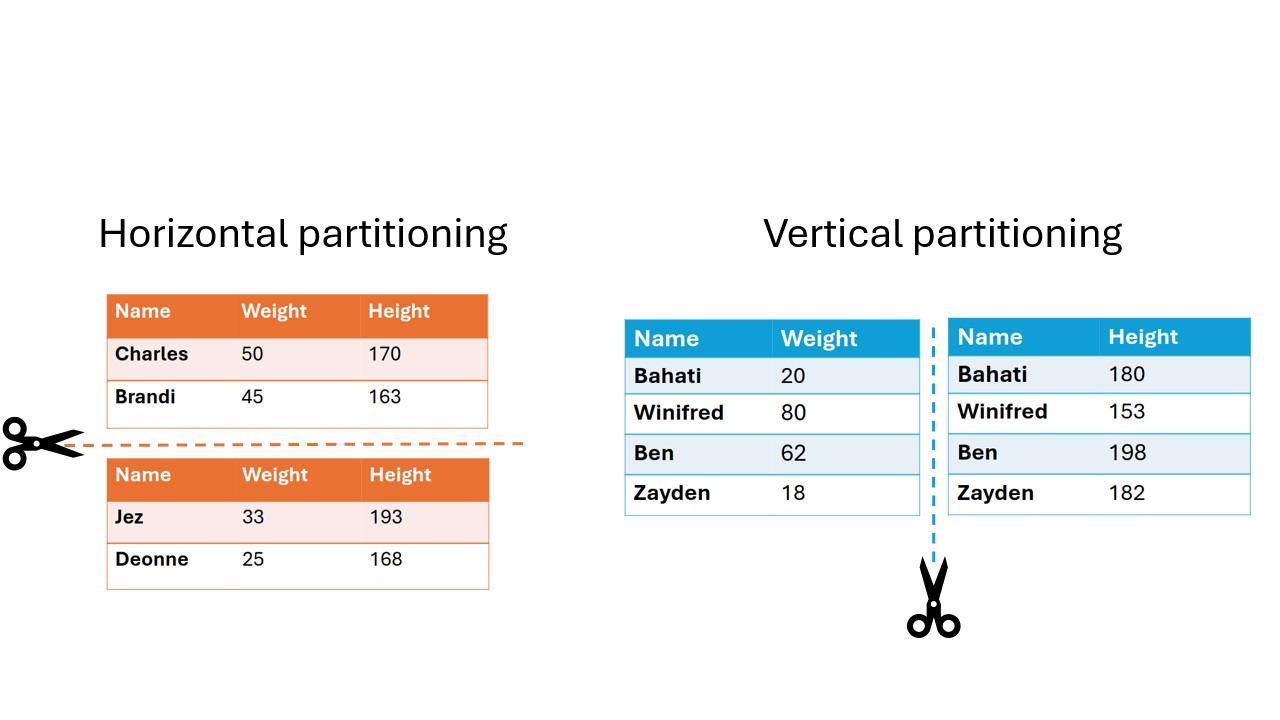 Horizontal partitioning
Name Weight Height
Charles 50 170
Brandi 45 163
Name Weight Height
Jez 33 193
Deonne 25 168
Vertical partitioning
Name Weight
Bahati 20
Winifred 80
Ben 62
Zayden 18
Name Height
Bahati 180
Winifred 153
Ben 198
Zayden 182